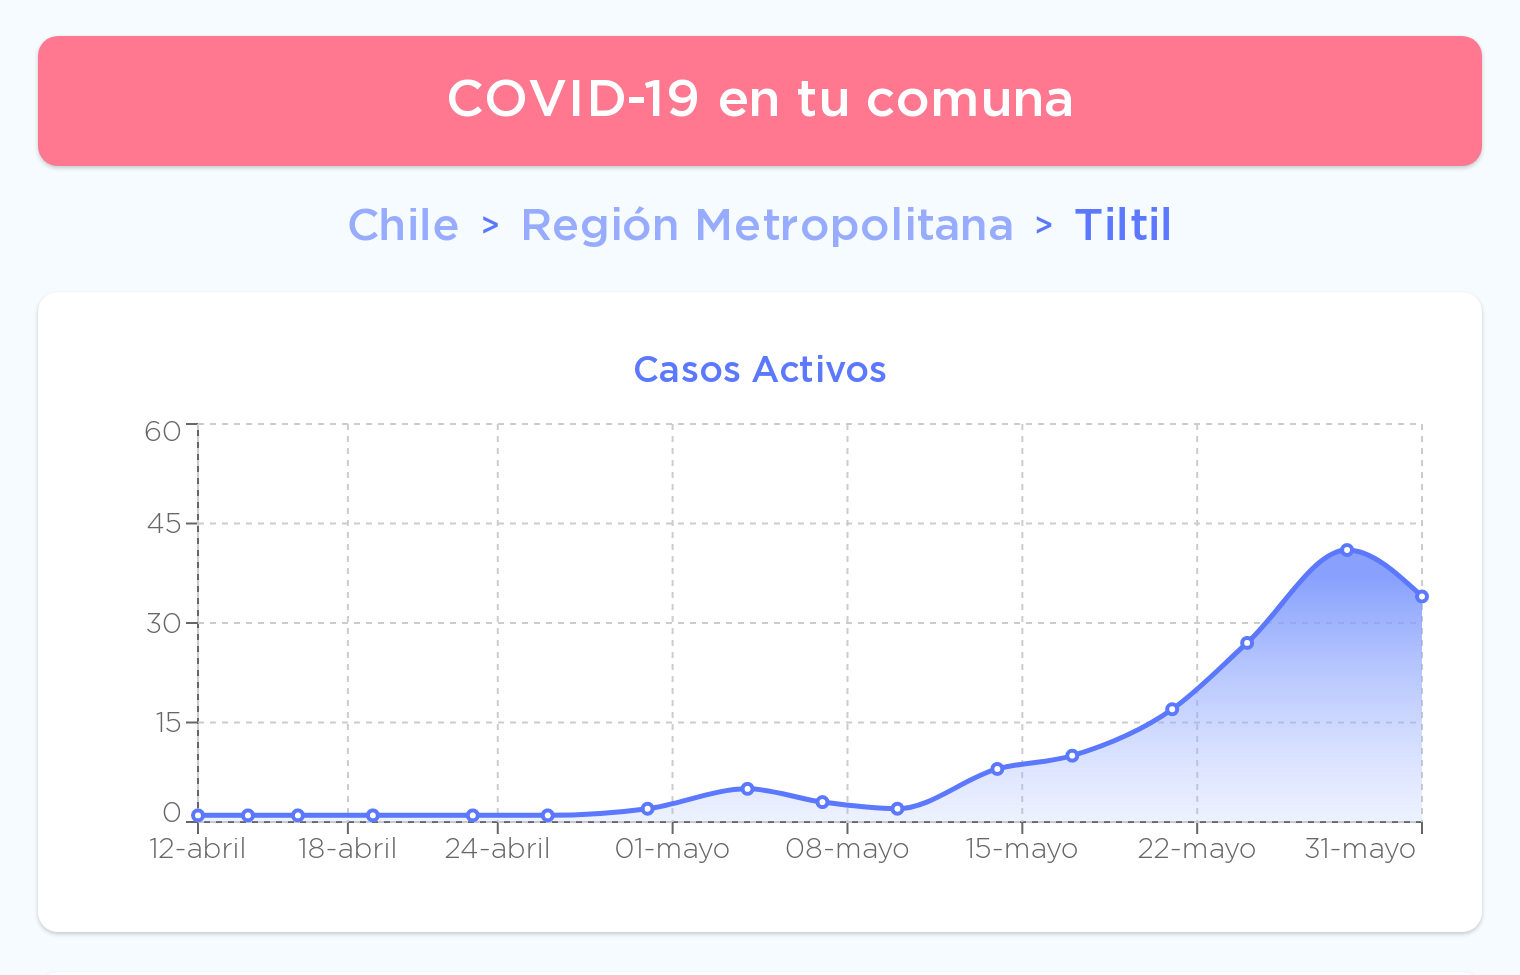 COVID-19 en tu comuna
Chile > Región Metropolitana > Tiltil
Casos Activos
60
45
30
15
0
12-abril 18-abril 24-abril 01-mayo 08-mayo 15-mayo 22-mayo 31-mayo